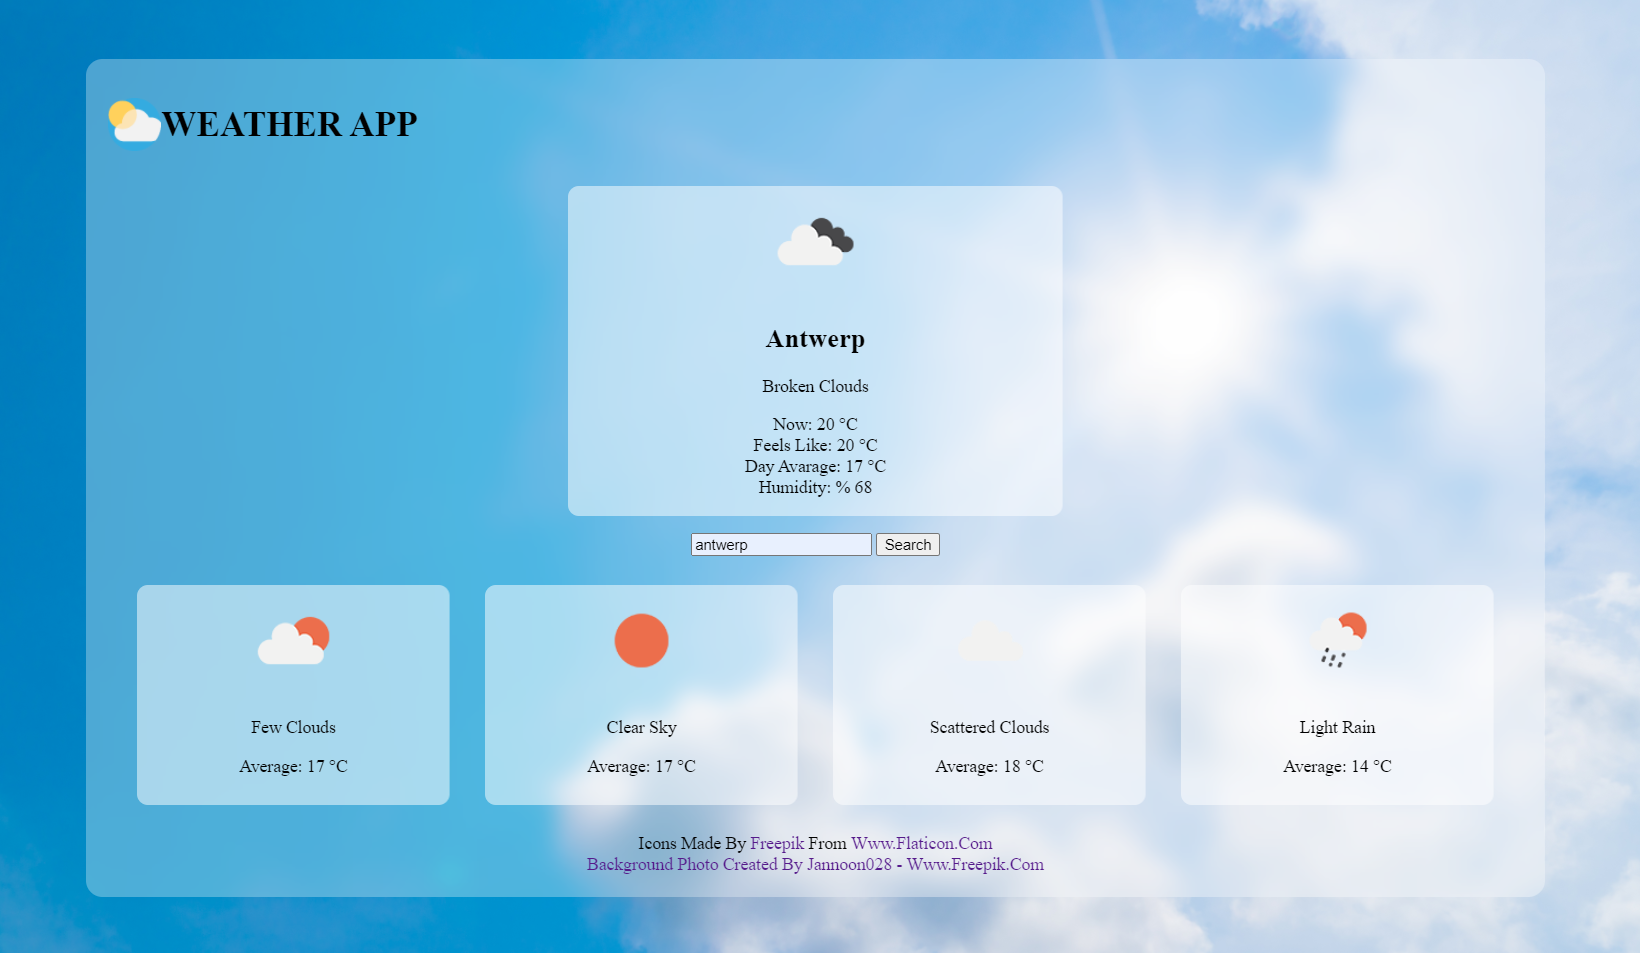 WEATHER APP
Antwerp
Broken Clouds
Now: 20 °C
Feels Like: 20 °C
Day Avarage: 17 °C
Humidity: % 68
antwerp Search
Few Clouds
Average: 17 °C
Clear Sky
Average: 17 °C
Scattered Clouds
Average: 18 °C
Light Rain
Average: 14 °C
Icons Made By Freepik From Www.Flaticon.Com
Background Photo Created By Jannoon028 - Www.Freepik.Com